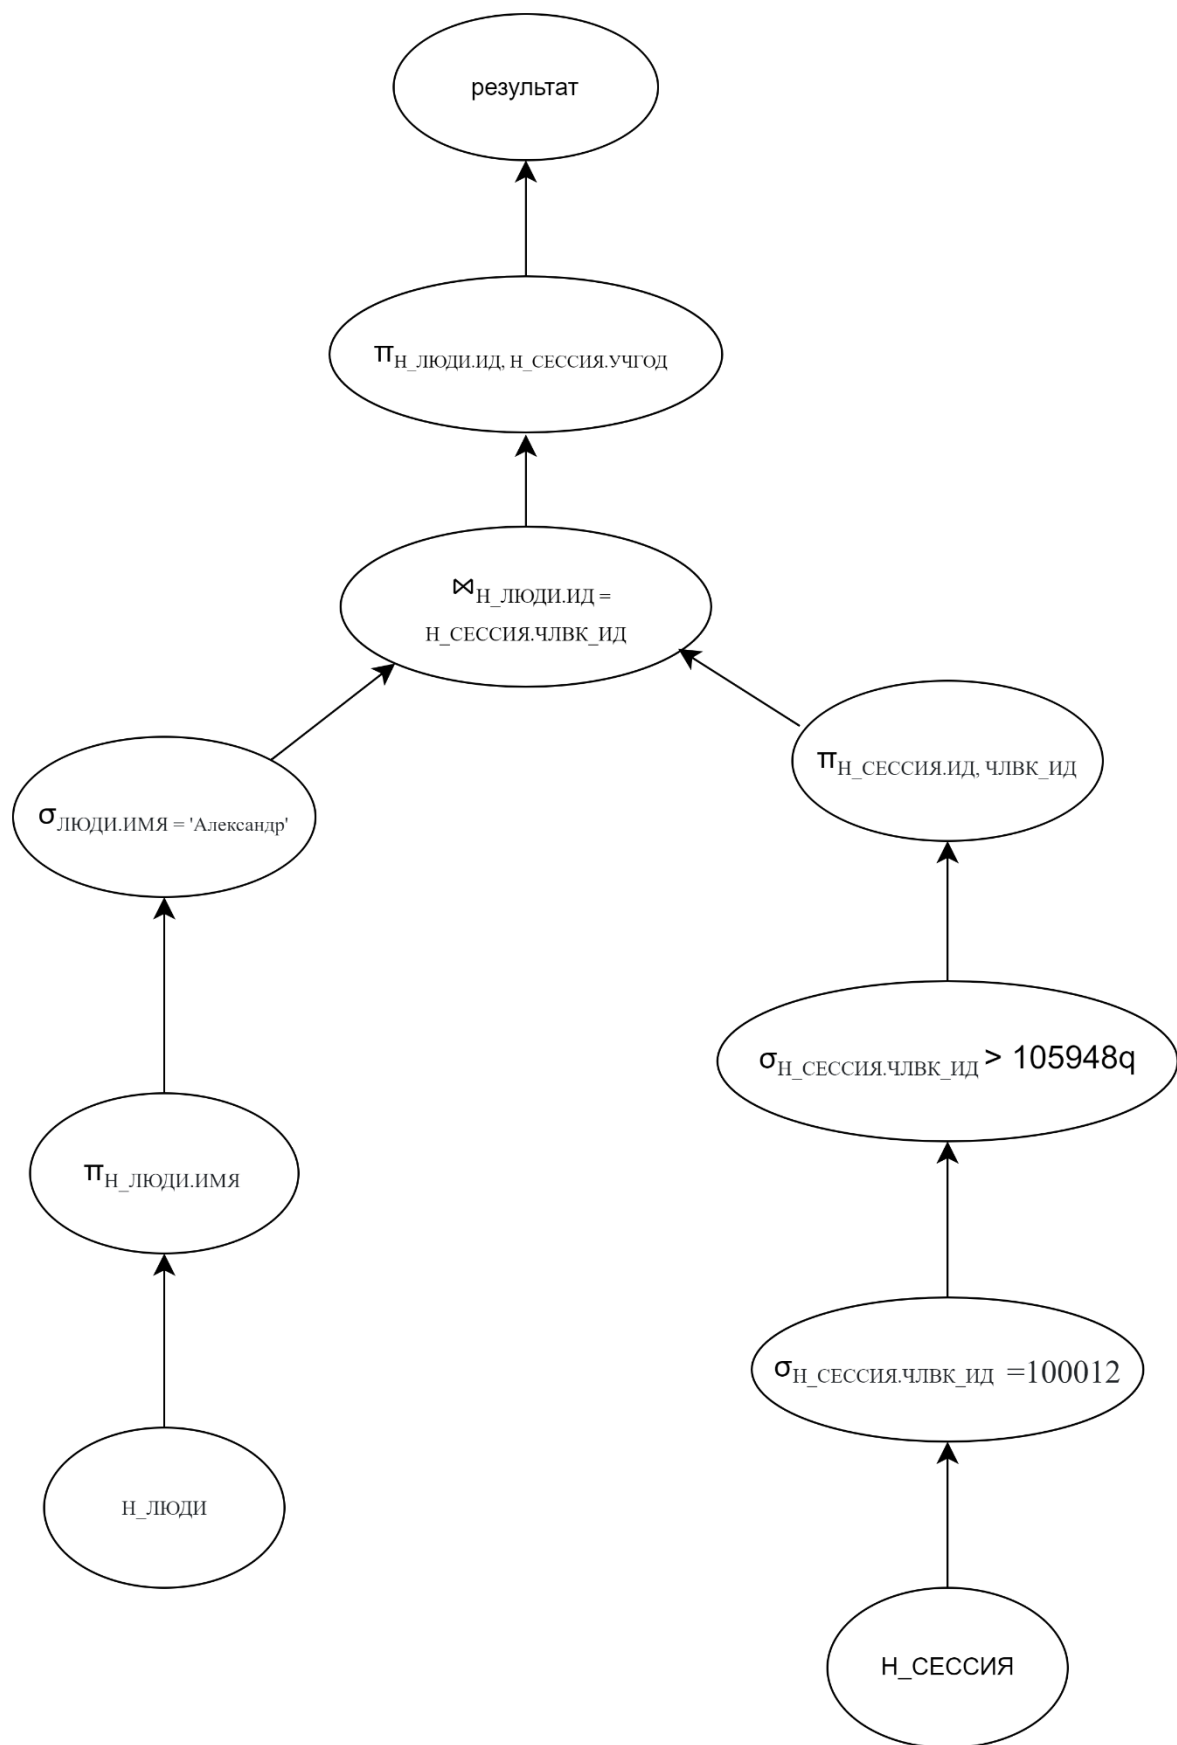 результат
πН_ЛЮДИ.ИД, Н_СЕССИЯ.УЧГОД
⋈Н_ЛЮДИ.ИД =
Н_СЕССИЯ.ЧЛВК_ИД
πН_СЕССИЯ.ИД, ЧЛВК_ИД
σЛЮДИ.ИМЯ = 'Александр'
σН_СЕССИЯ.ЧЛВК_ИД > 105948q
πН_ЛЮДИ.ИМЯ
σН_СЕССИЯ.ЧЛВК_ИД =100012
Н_ЛЮДИ
Н_СЕССИЯ